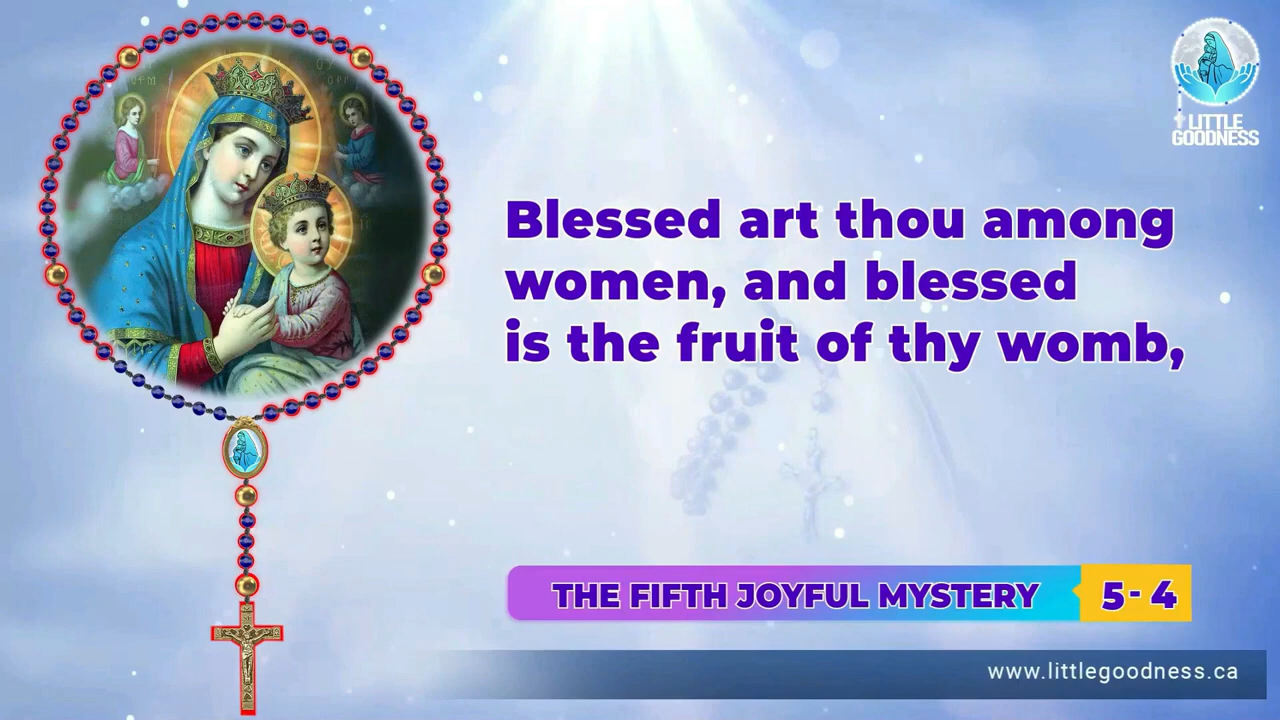 LITTLE
GOODNESS
Blessed art thou among
women, and blessed
is the fruit of thy womb,
THE FIFTH JOYFUL MYSTERY 5-4
www.littlegoodness.ca